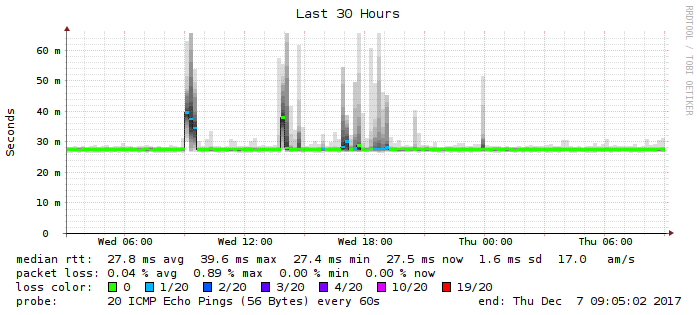 Last 30 Hours
RRDTOOL / TOBI OETIKER
Seconds
60 m
50 m
40 m
30 m
20 m
10 m
0
Wed 06:00 Wed 12:00 Wed 18:00 Thu 00:00 Thu 06:00
median rtt: 27.8 ms avg 39.6 ms max 27.4 ms min 27.5 ms now 1.6 ms sd 17.0 am/s
packet loss: 0.04 % avg 0.89 % max 0.00 % min 0.00 % now
loss color: 0 1/20 2/20 3/20 4/20 10/20 19/20
probe: 20 ICMP Echo Pings (56 Bytes) every 60s end: Thu Dec 7 09:05:02 2017